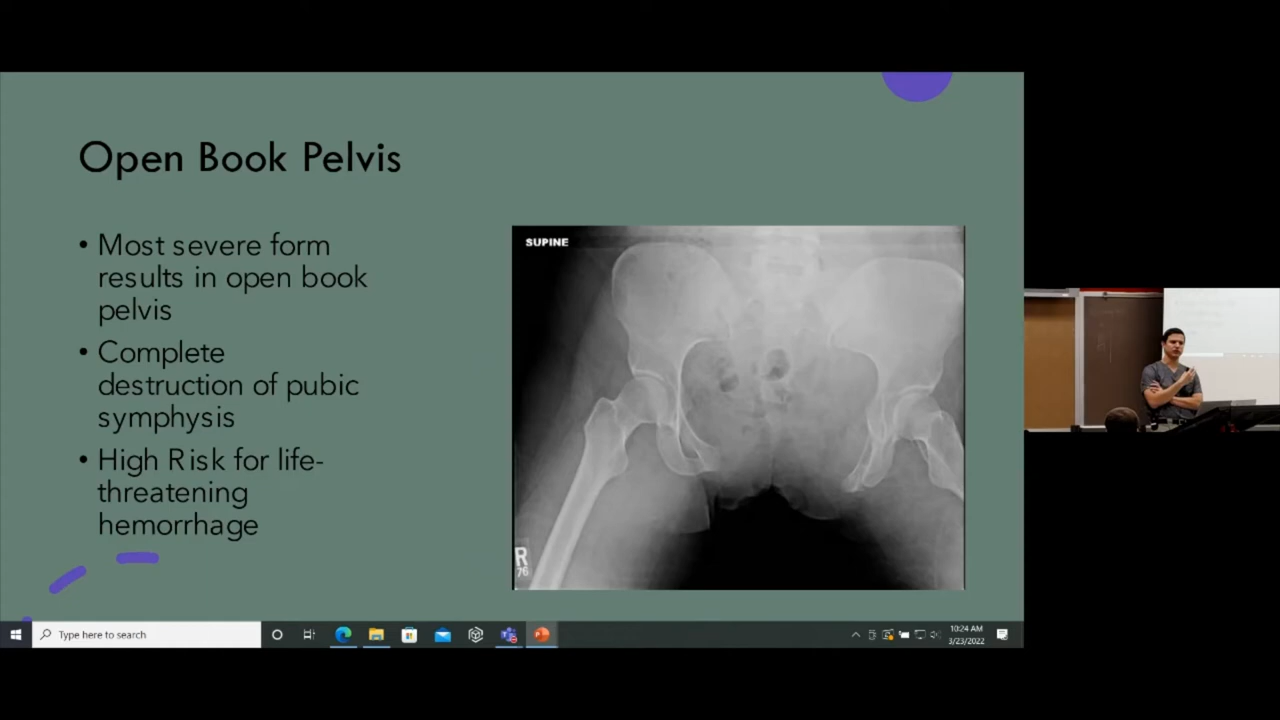 Open Book Pelvis
• Most severe form
results in open book
pelvis
• Complete
destruction of pubic
symphysis
• High Risk for life-
threatening
hemorrhage
SUPINE
R
76
Type here to search
10:24 AM
3/23/2022